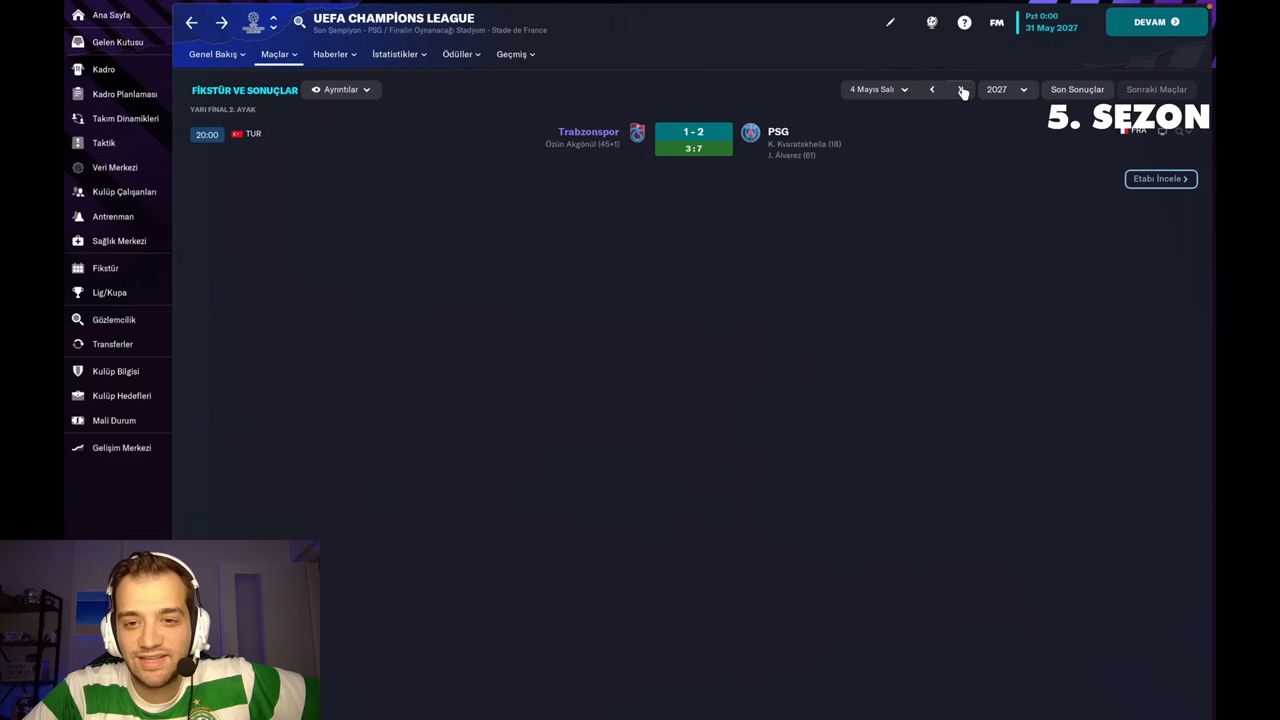 Ana Sayfa
Gelen Kutusu
Kadro
Kadro Planlaması
Takım Dinamikleri
Taktik
Veri Merkezi
Kulüp Çalışanları
Antrenman
Sağlık Merkezi
Fikstür
Lig/Kupa
Gözlemcilik
Transferler
Kulüp Bilgisi
Kulüp Hedefleri
Mali Durum
Gelişim Merkezi
UEFA CHAMPİONS LEAGUE
Son Şampiyon - PSG / Finalin Oynanacağı Stadyum - Stade de France
FM
Pzt 0:00
31 May 2027
DEVAM
Genel Bakış
Maçlar
Haberler
İstatistikler
Ödüller
Geçmiş
FİKSTÜR VE SONUÇLAR
Ayrıntılar
4 Mayıs Salı
2027
Son Sonuçlar
Sonraki Maçlar
5. SEZON
YARI FİNAL 2. AYAK
20:00 TUR
Trabzonspor 1 - 2 PSG
FRA
Özün Akgönül (45+1) 3 : 7 K. Kvaratskhelia (18)
J. Álvarez (61)
Etabı İncele